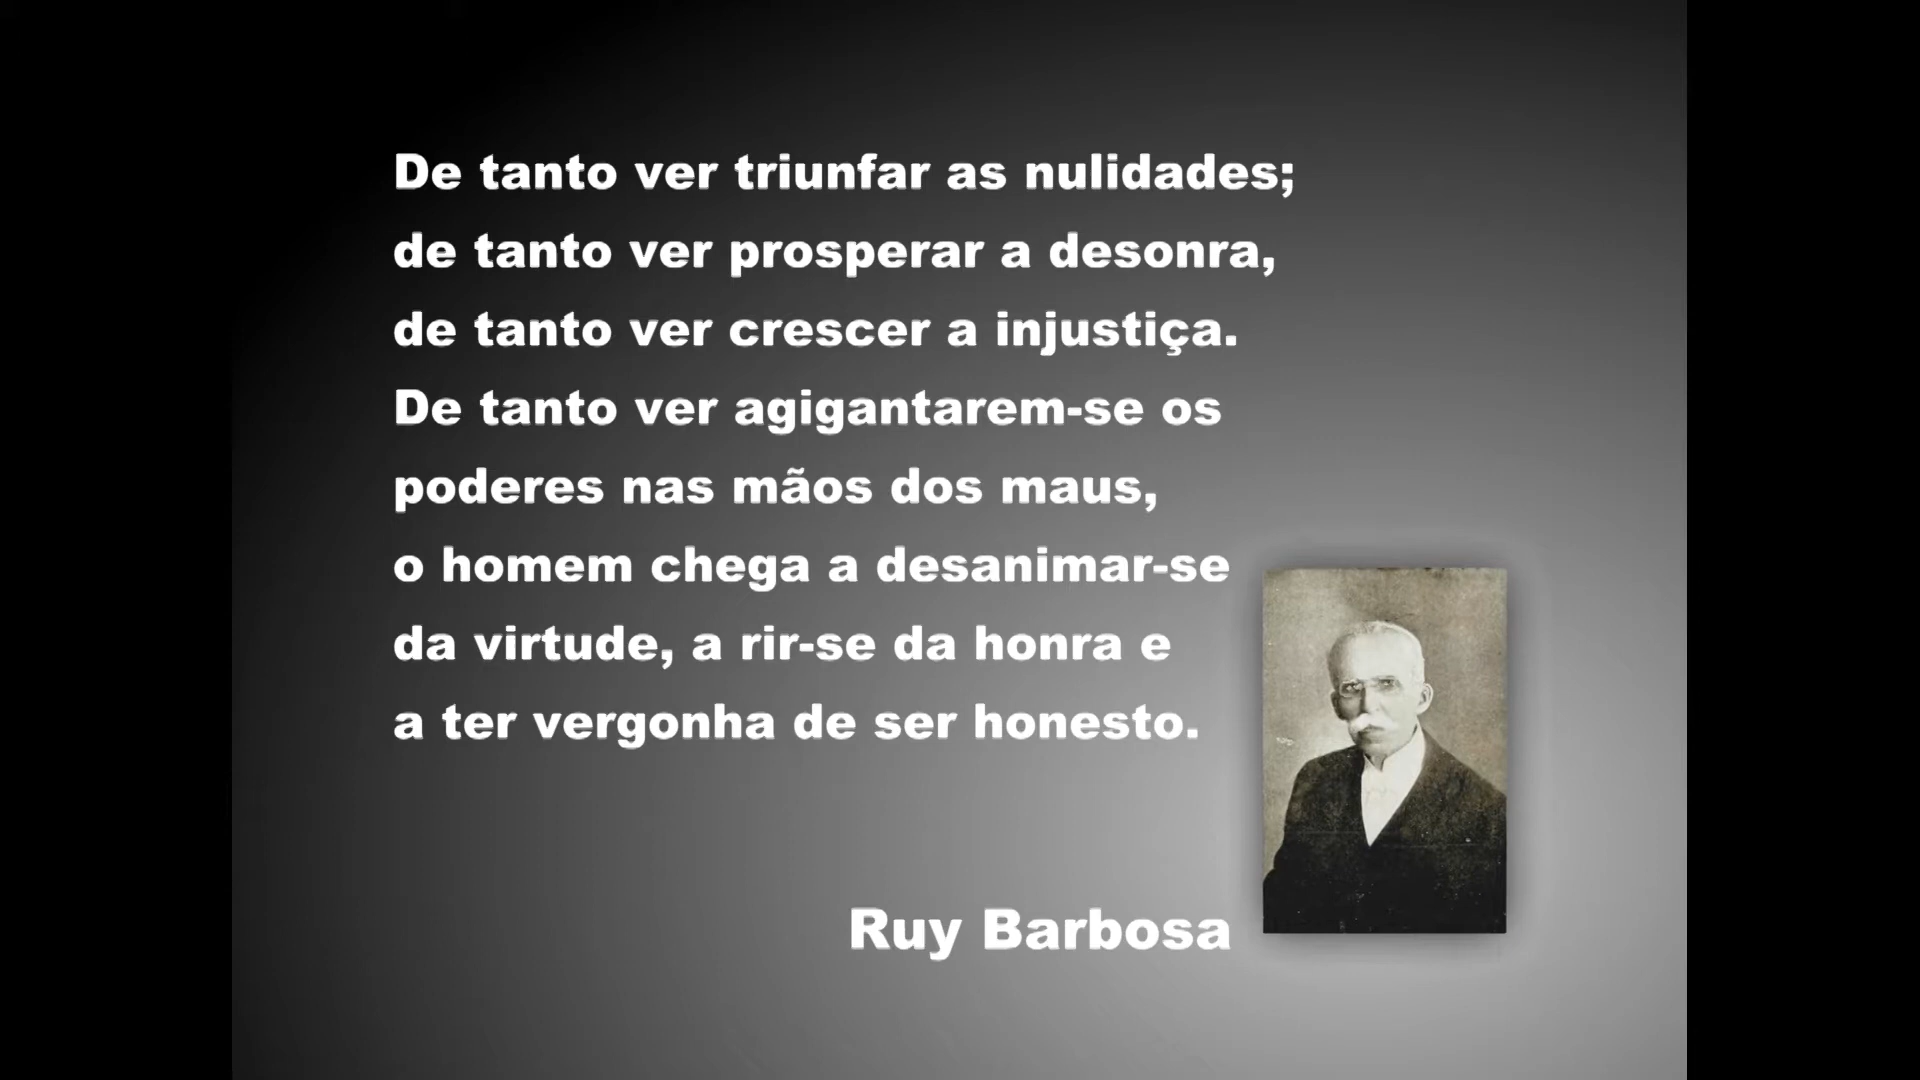 De tanto ver triunfar as nulidades;
de tanto ver prosperar a desonra,
de tanto ver crescer a injustiça.
De tanto ver agigantarem-se os
poderes nas mãos dos maus,
o homem chega a desanimar-se
da virtude, a rir-se da honra e
a ter vergonha de ser honesto.
Ruy Barbosa